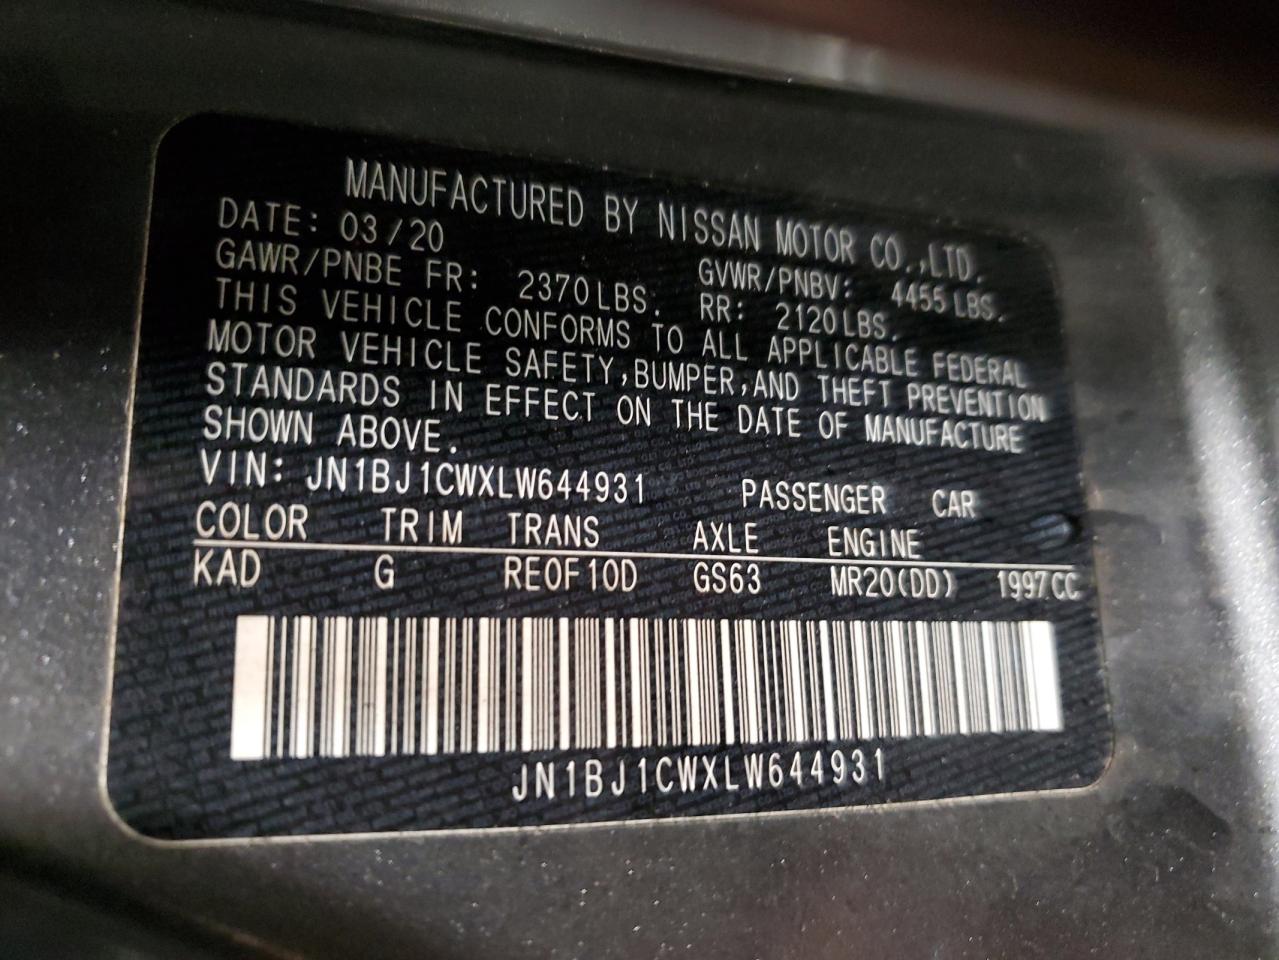 MANUFACTURED BY NISSAN MOTOR CO.,LTD.
DATE: 03/20 GVWR/PNBV: 4455LBS.
GAWR/PNBE FR: 2370LBS. RR: 2120LBS.
THIS VEHICLE CONFORMS TO ALL APPLICABLE FEDERAL
MOTOR VEHICLE SAFETY,BUMPER,AND THEFT PREVENTION
STANDARDS IN EFFECT ON THE DATE OF MANUFACTURE
SHOWN ABOVE.
VIN: JN1BJ1CWXLW644931 PASSENGER CAR
COLOR TRIM TRANS AXLE ENGINE
KAD G RE0F10D GS63 MR20(DD) 1997CC
JN1BJ1CWXLW644931